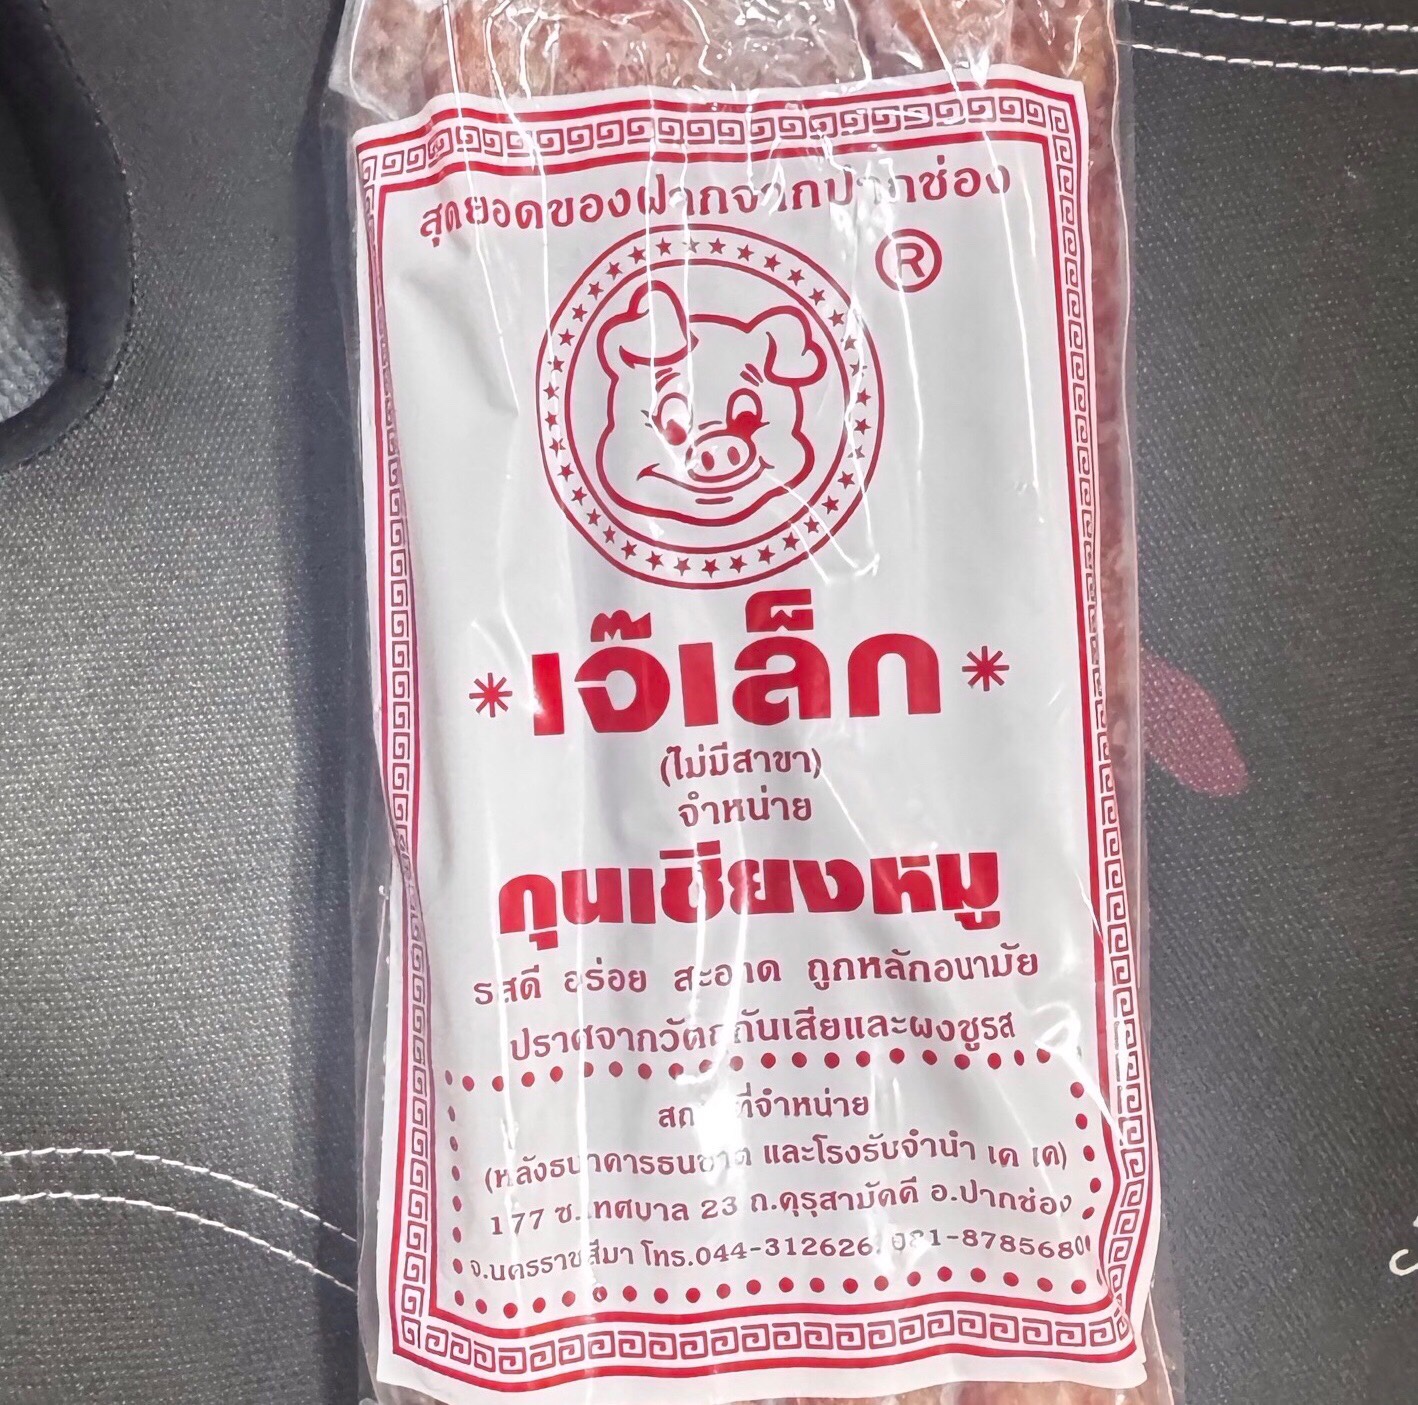 สุดยอดของฝากจากปากช่อง
®
*เจ๊เล็ก*
(ไม่มีสาขา)
จำหน่าย
กุนเชียงหมู
รสดี อร่อย สะอาด ถูกหลักอนามัย
ปราศจากวัตถุกันเสียและผงชูรส
สถานที่จำหน่าย
(หลังธนาคารธนชาต และโรงรับจำนำ เค เค)
177 ซ.เทศบาล 23 ถ.คุรุสามัคคี อ.ปากช่อง
จ.นครราชสีมา โทร.044-312626, 081-8785680